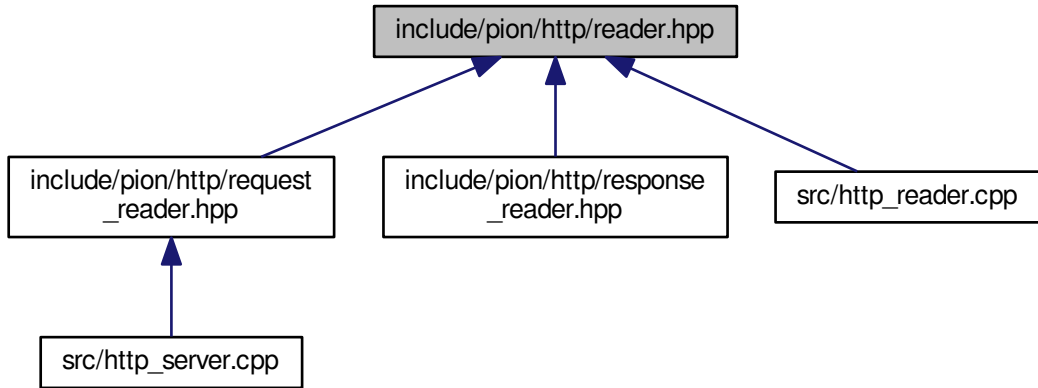 include/pion/http/reader.hpp
include/pion/http/request
_reader.hpp
include/pion/http/response
_reader.hpp
src/http_reader.cpp
src/http_server.cpp